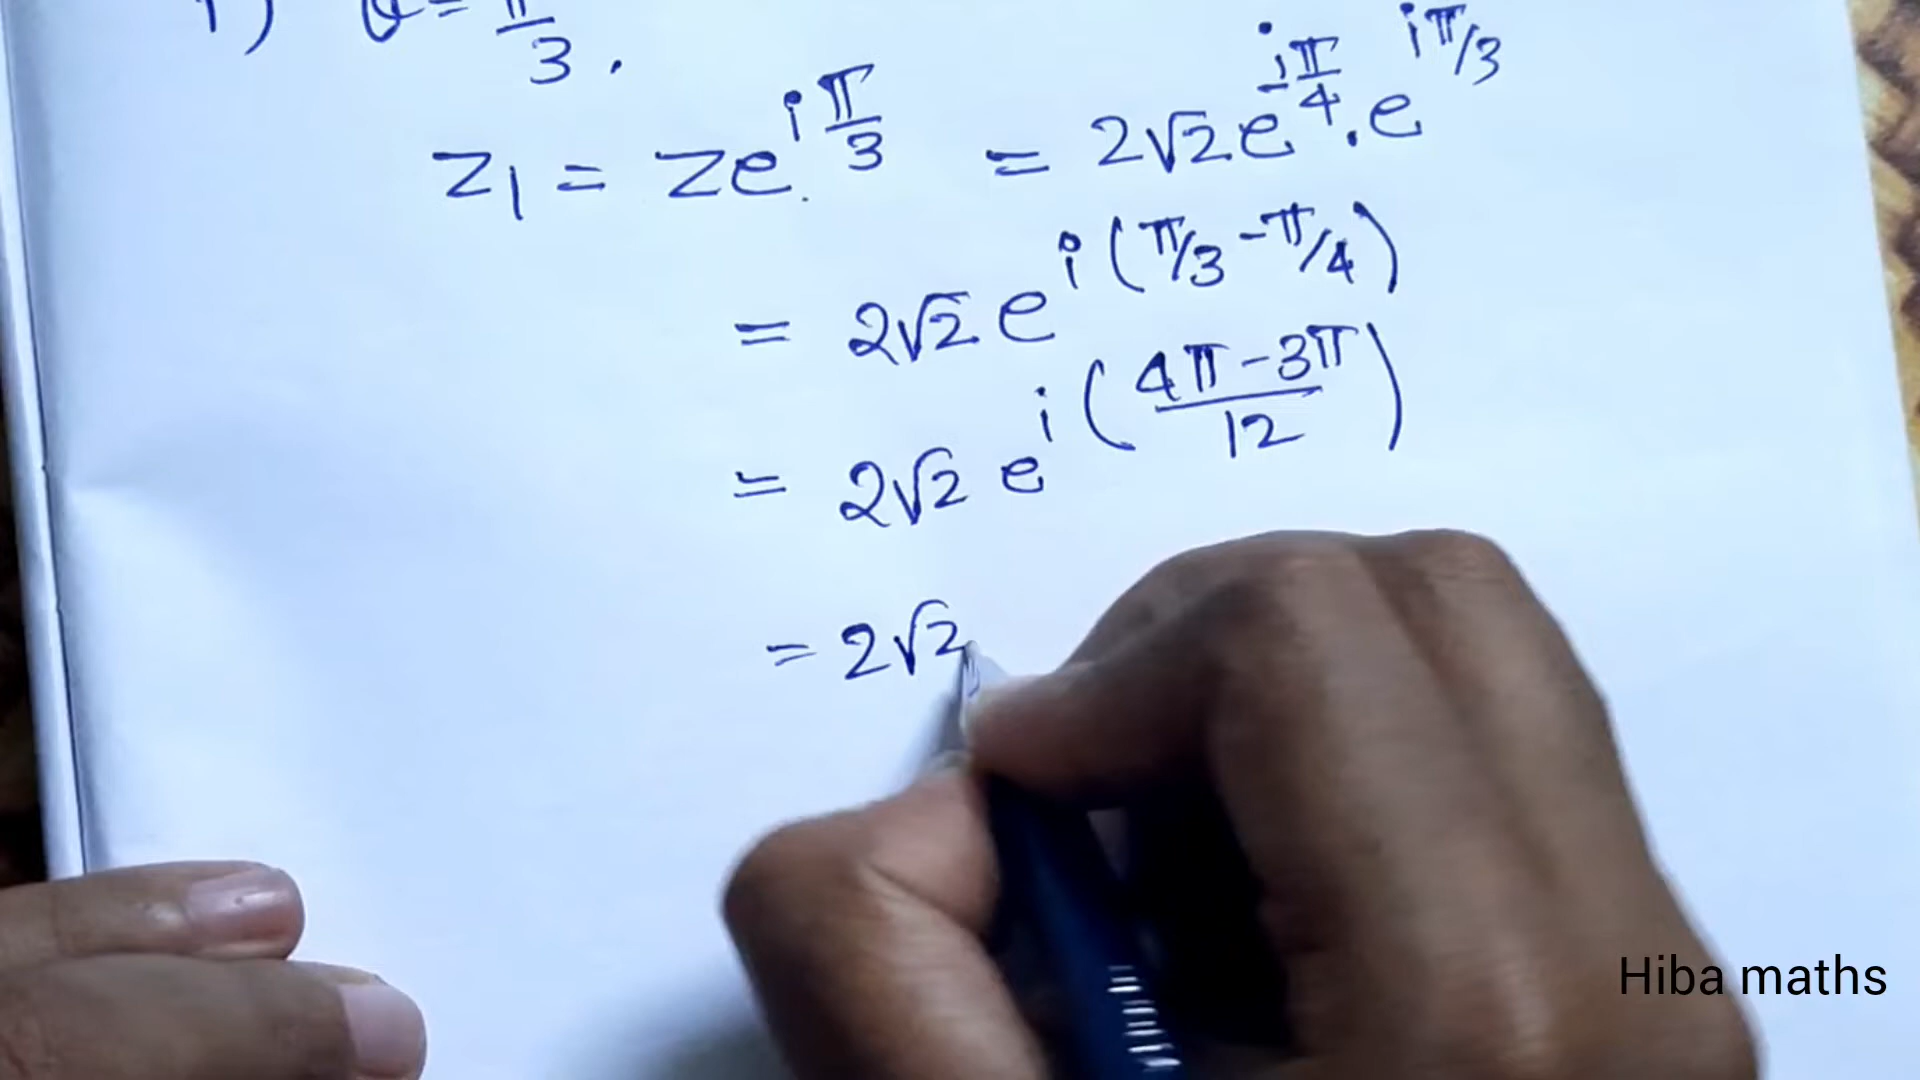 1) θ = π/3.
z₁ = ze^{iπ/3} = 2√2 e^{-iπ/4} . e^{iπ/3}
= 2√2 e^{i(π/3 - π/4)}
= 2√2 e^{i((4π - 3π)/12)}
= 2√2
Hiba maths